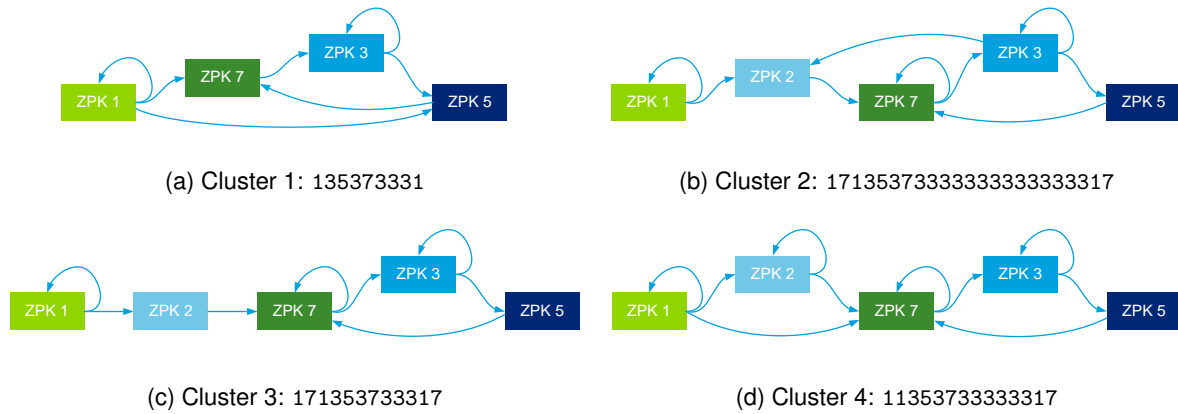 ZPK 3
ZPK 7
ZPK 1
ZPK 5
(a) Cluster 1: 135373331
ZPK 3
ZPK 2
ZPK 1
ZPK 7
ZPK 5
(b) Cluster 2: 17135373333333333333317
ZPK 3
ZPK 1
ZPK 2
ZPK 7
ZPK 5
(c) Cluster 3: 171353733317
ZPK 2
ZPK 3
ZPK 1
ZPK 7
ZPK 5
(d) Cluster 4: 11353733333317